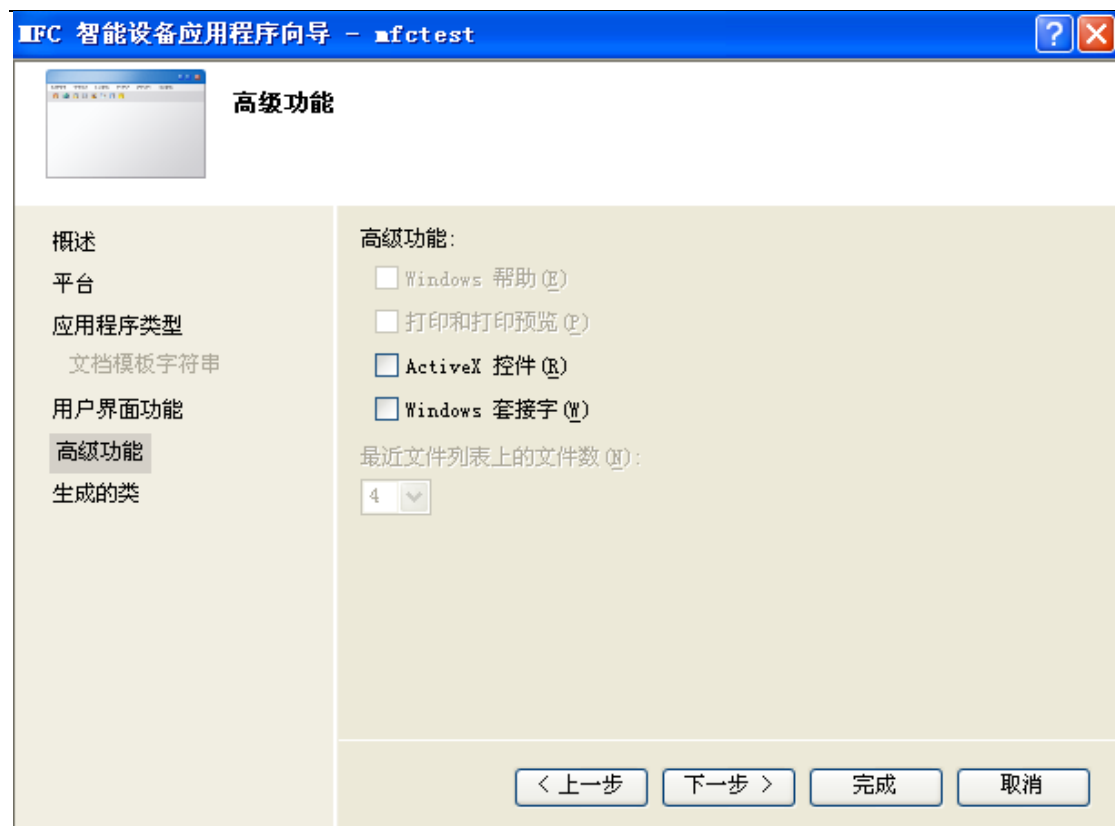 MFC 智能设备应用程序向导 - mfctest
高级功能
概述
平台
应用程序类型
文档模板字符串
用户界面功能
高级功能
生成的类
高级功能:
Windows 帮助(E)
打印和打印预览(P)
ActiveX 控件(R)
Windows 套接字(W)
最近文件列表上的文件数(N):
4
< 上一步
下一步 >
完成
取消